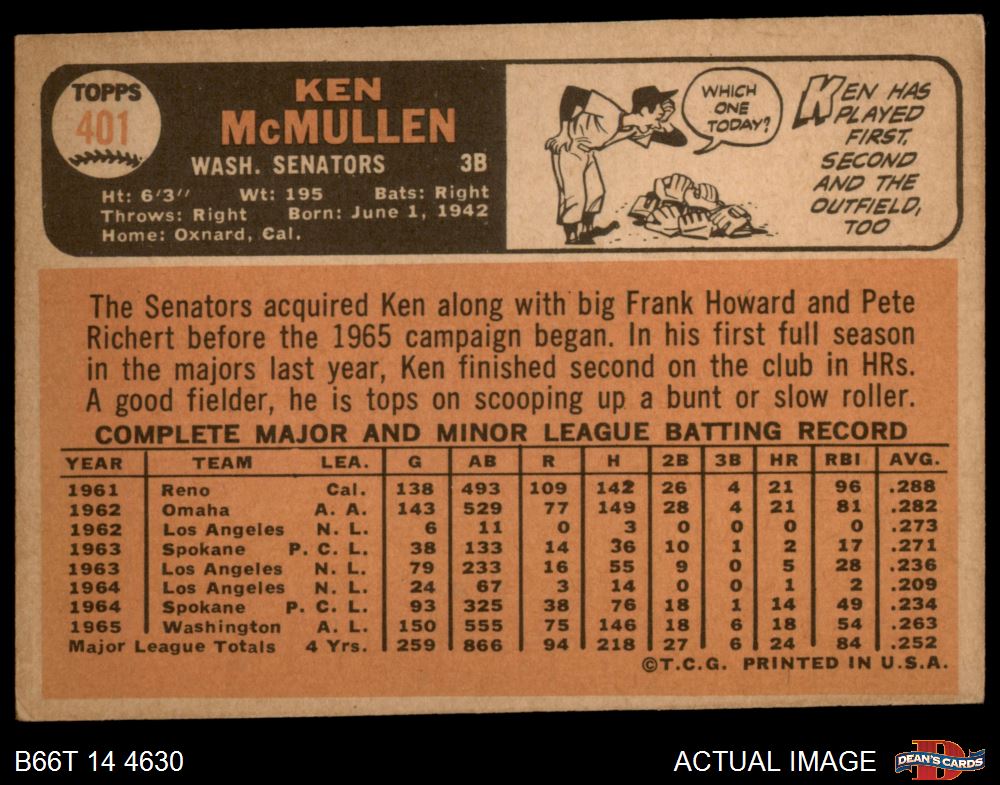 TOPPS
401
KEN
McMULLEN
WASH. SENATORS 3B
Ht: 6'3" Wt: 195 Bats: Right
Throws: Right Born: June 1, 1942
Home: Oxnard, Cal.
WHICH
ONE
TODAY?
KEN HAS
PLAYED
FIRST,
SECOND
AND THE
OUTFIELD,
TOO
The Senators acquired Ken along with big Frank Howard and Pete
Richert before the 1965 campaign began. In his first full season
in the majors last year, Ken finished second on the club in HRs.
A good fielder, he is tops on scooping up a bunt or slow roller.
COMPLETE MAJOR AND MINOR LEAGUE BATTING RECORD
YEAR TEAM LEA. G AB R H 2B 3B HR RBI AVG.
1961 Reno Cal. 138 493 109 142 26 4 21 96 .288
1962 Omaha A. A. 143 529 77 149 28 4 21 81 .282
1962 Los Angeles N. L. 6 11 0 3 0 0 0 0 .273
1963 Spokane P. C. L. 38 133 14 36 10 1 2 17 .271
1963 Los Angeles N. L. 79 233 16 55 9 0 5 28 .236
1964 Los Angeles N. L. 24 67 3 14 0 0 1 2 .209
1964 Spokane P. C. L. 93 325 38 76 18 1 14 49 .234
1965 Washington A. L. 150 555 75 146 18 6 18 54 .263
Major League Totals 4 Yrs. 259 866 94 218 27 6 24 84 .252
©T.C.G. PRINTED IN U.S.A.
B66T 14 4630
ACTUAL IMAGE
DEAN'S CARDS